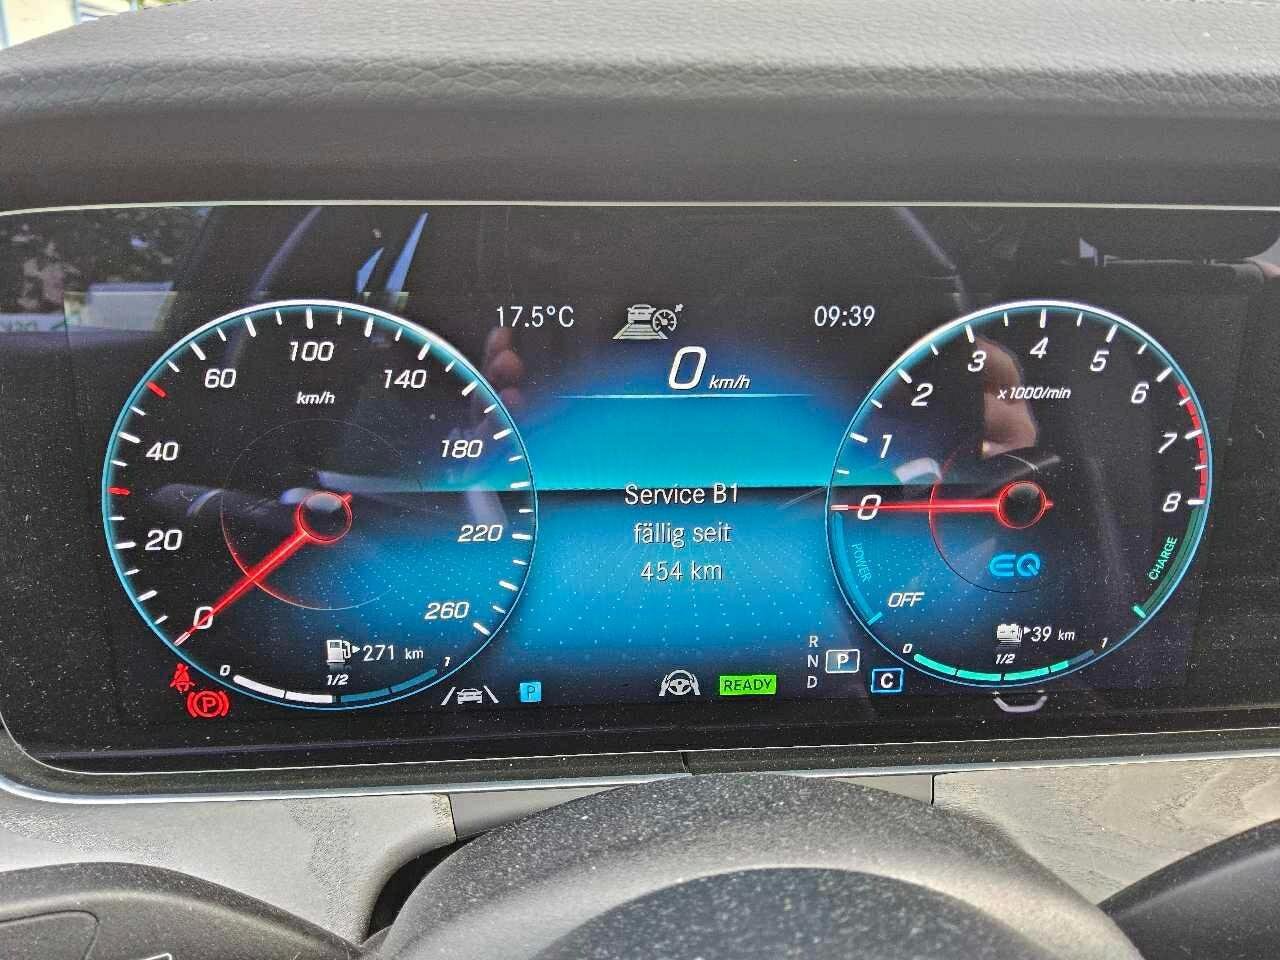 17.5°C
09:39
0 km/h
100
60
140
km/h
40
180
20
220
0
260
271 km
0
1/2
1
Service B1
fällig seit
454 km
4
3
5
2
x1000/min
6
1
7
0
8
POWER
CHARGE
EQ
OFF
39 km
0
1/2
1
R
N
P
D
C
READY
P
P